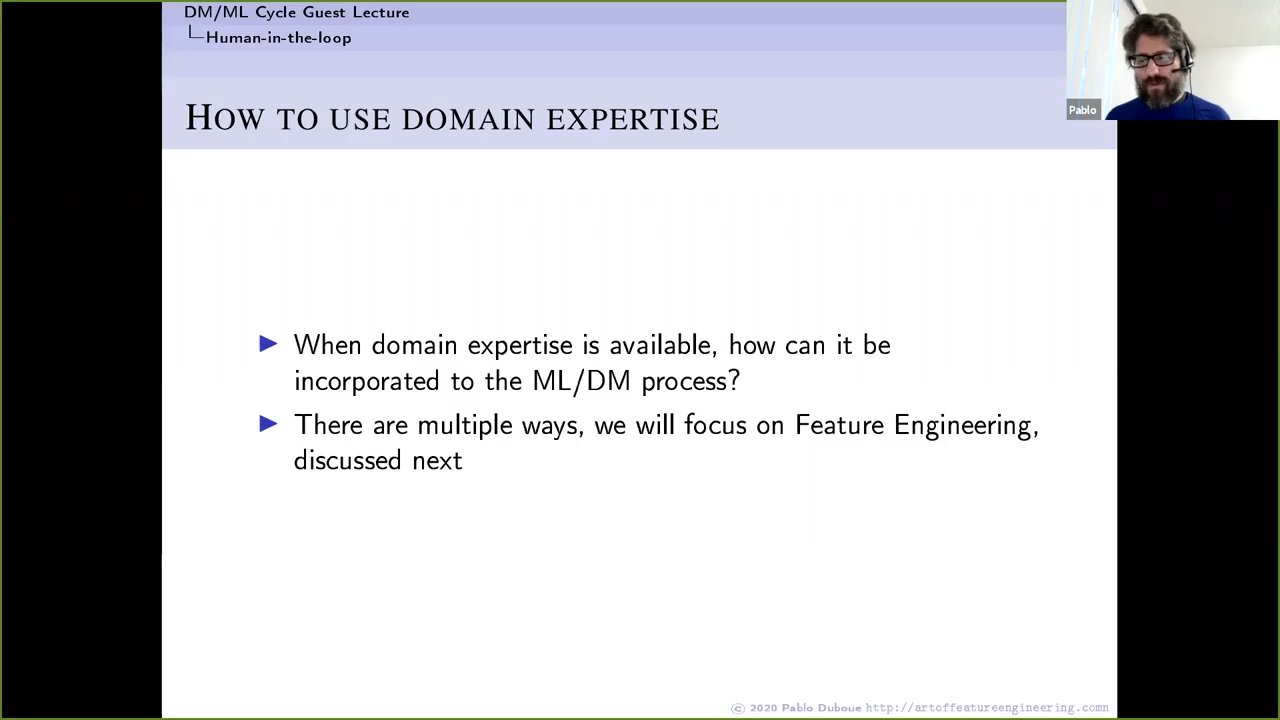 DM/ML Cycle Guest Lecture
Human-in-the-loop
Pablo
HOW TO USE DOMAIN EXPERTISE
When domain expertise is available, how can it be
incorporated to the ML/DM process?
There are multiple ways, we will focus on Feature Engineering,
discussed next
© 2020 Pablo Duboue http://artoffeatureengineering.comn